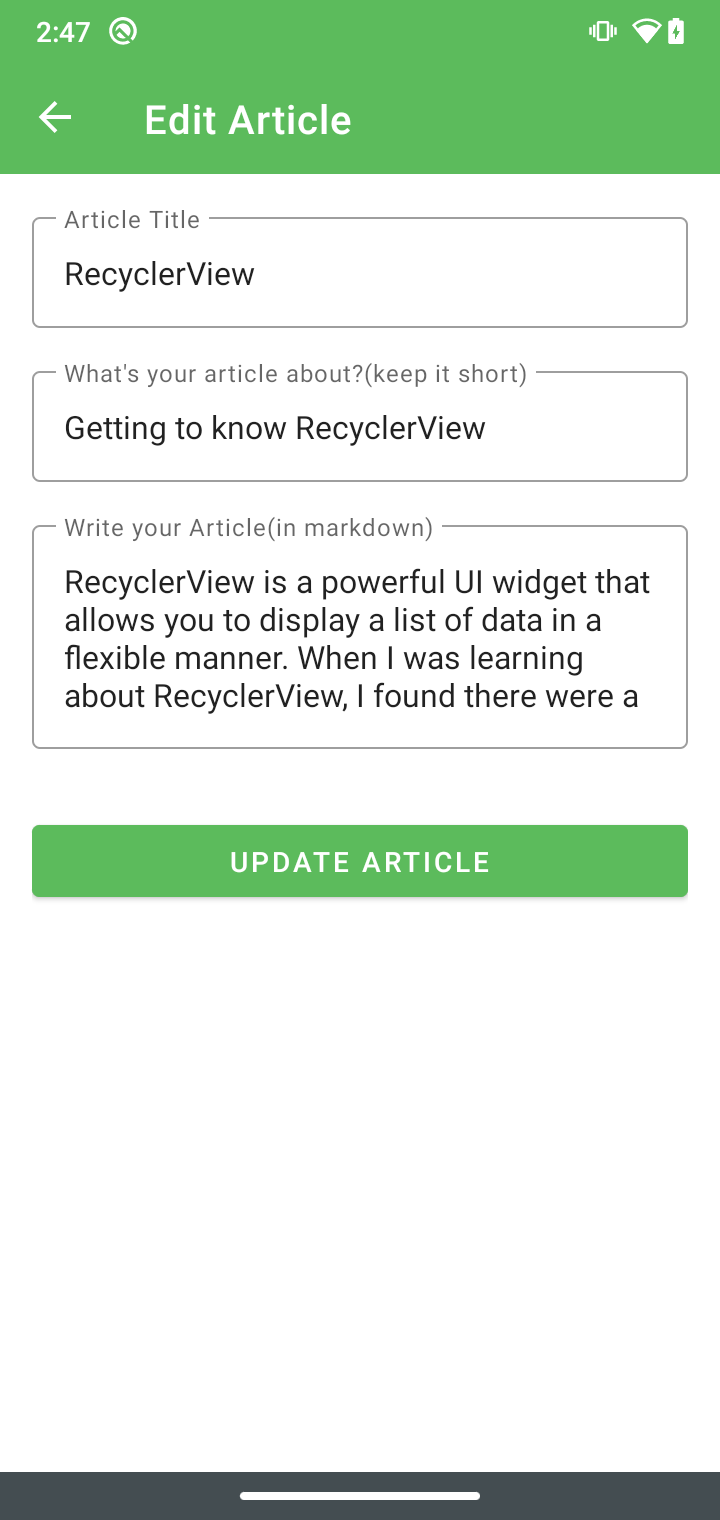 2:47
Edit Article
Article Title
RecyclerView
What's your article about?(keep it short)
Getting to know RecyclerView
Write your Article(in markdown)
RecyclerView is a powerful UI widget that
allows you to display a list of data in a
flexible manner. When I was learning
about RecyclerView, I found there were a
UPDATE ARTICLE